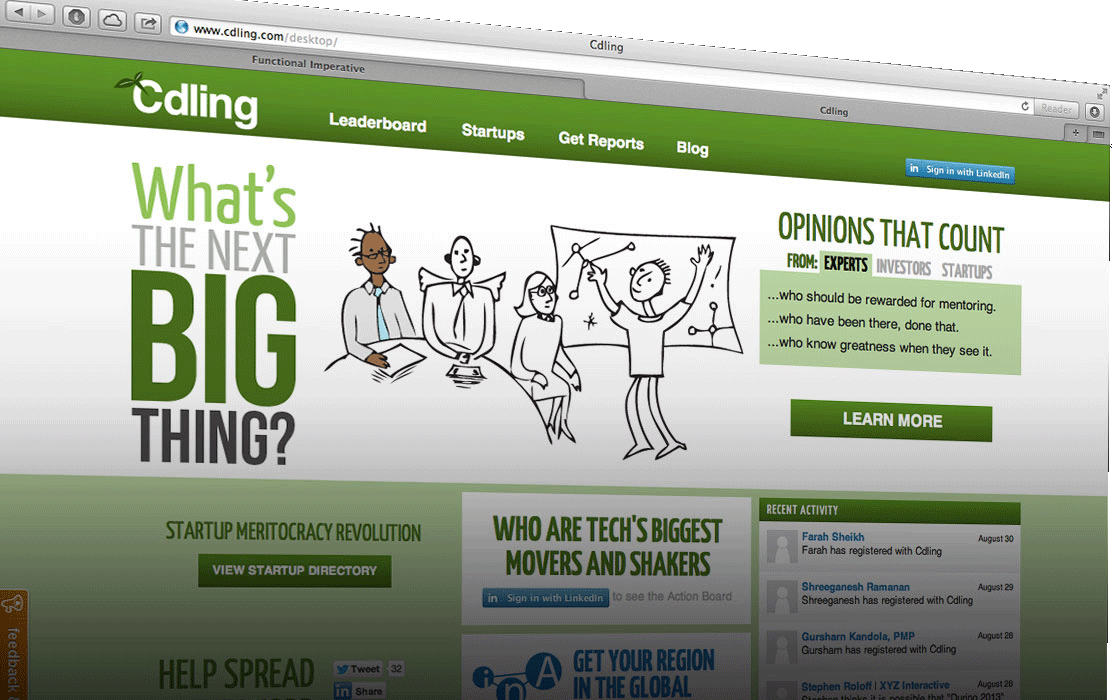 Cdling
www.cdling.com/desktop/
Reader
Functional Imperative
Cdling
Cdling
Leaderboard
Startups
Get Reports
Blog
in Sign in with LinkedIn
What's
THE NEXT
BIG
THING?
OPINIONS THAT COUNT
FROM: EXPERTS INVESTORS STARTUPS
...who should be rewarded for mentoring.
...who have been there, done that.
...who know greatness when they see it.
LEARN MORE
STARTUP MERITOCRACY REVOLUTION
VIEW STARTUP DIRECTORY
WHO ARE TECH'S BIGGEST
MOVERS AND SHAKERS
in Sign in with LinkedIn to see the Action Board
RECENT ACTIVITY
Farah Sheikh August 30
Farah has registered with Cdling
Shreeganesh Ramanan August 29
Shreeganesh has registered with Cdling
Gursharn Kandola, PMP August 28
Gursharn has registered with Cdling
Stephen Roloff | XYZ Interactive August 28
Stephen thinks it is possible that "During 2013"
feedback
HELP SPREAD
Tweet 32
in Share
i n A
GET YOUR REGION
IN THE GLOBAL